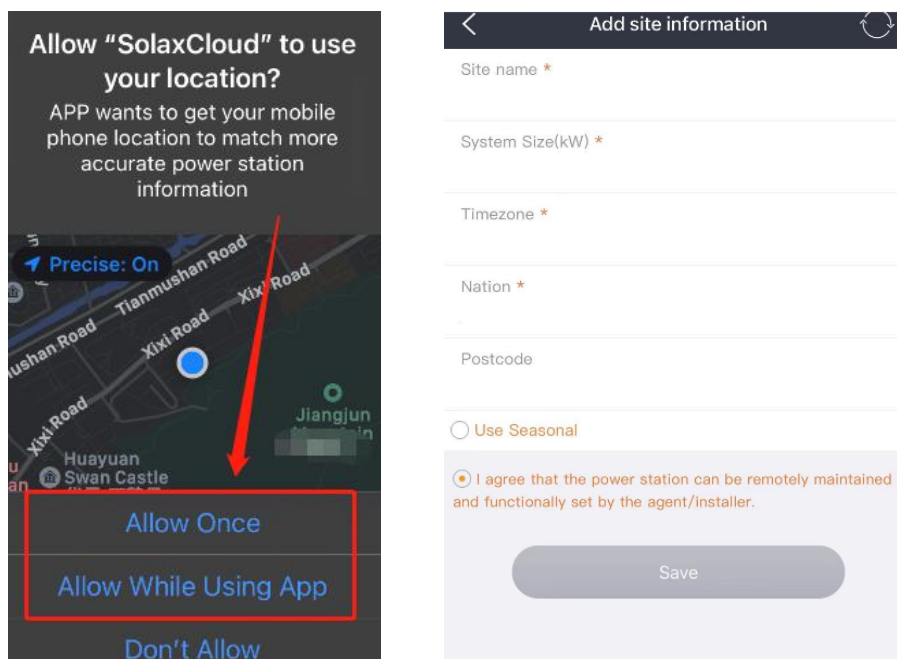 Allow “SolaxCloud” to use
your location?
APP wants to get your mobile
phone location to match more
accurate power station
information
Precise: On
Tianmushan Road
Xixi Road
ushan Road
Xixi Road
Xixi Road
Jiangjun
Huayuan
Swan Castle
Allow Once
Allow While Using App
Don't Allow
Add site information
Site name *
System Size(kW) *
Timezone *
Nation *
Postcode
Use Seasonal
I agree that the power station can be remotely maintained
and functionally set by the agent/installer.
Save